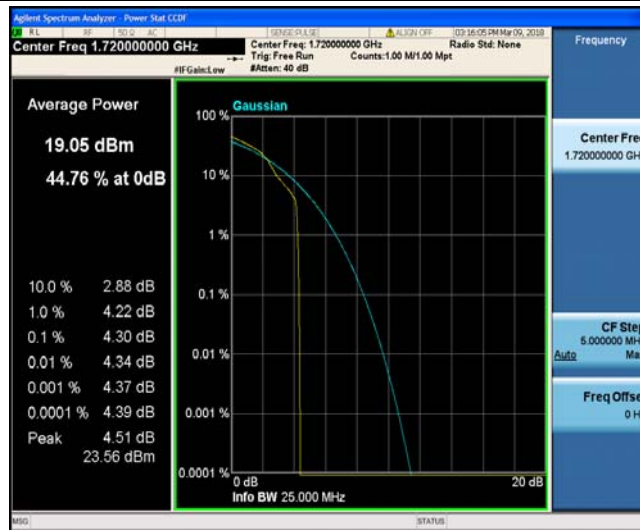 Agilent Spectrum Analyzer - Power Stat CCDF
RL RF 50 Ω AC SENSE:PULSE ALIGN OFF 03:16:05 PM Mar 09, 2018
Center Freq 1.720000000 GHz
Center Freq: 1.720000000 GHz
Radio Std: None
Trig: Free Run
Counts:1.00 M/1.00 Mpt
#IFGain:Low
#Atten: 40 dB
Frequency
Average Power
19.05 dBm
44.76 % at 0dB
10.0 % 2.88 dB
1.0 % 4.22 dB
0.1 % 4.30 dB
0.01 % 4.34 dB
0.001 % 4.37 dB
0.0001 % 4.39 dB
Peak 4.51 dB
23.56 dBm
Gaussian
100 %
10 %
1 %
0.1 %
0.01 %
0.001 %
0.0001 %
0 dB
20 dB
Info BW 25.000 MHz
Center Fre
1.720000000 GH
CF Step
5.000000 MH
Auto Ma
Freq Offse
0 H
MSG
STATUS